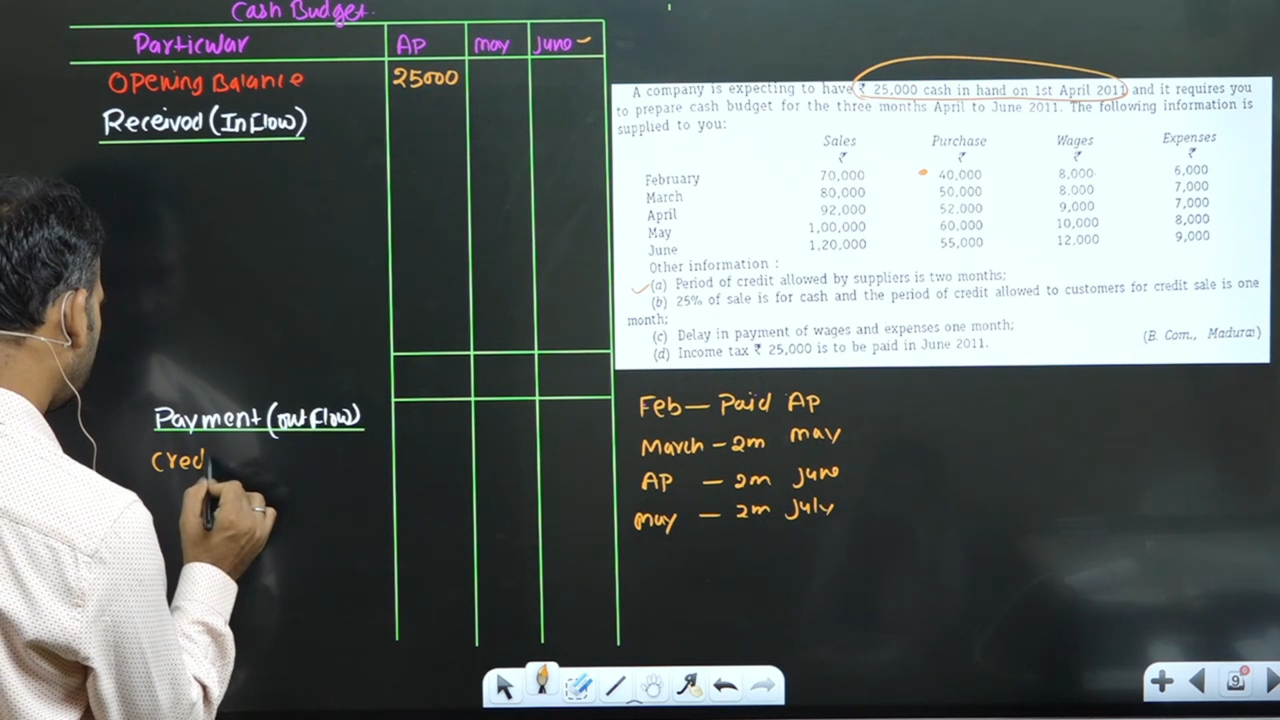 Cash Budget.
Particular AP may June
Opening Balance 25000
Received (InFlow)
Payment (outFlow)
Cred
A company is expecting to have ₹ 25,000 cash in hand on 1st April 2011 and it requires you
to prepare cash budget for the three months April to June 2011. The following information is
supplied to you:
Sales Purchase Wages Expenses
₹ ₹ ₹ ₹
February 70,000 40,000 8,000 6,000
March 80,000 50,000 8,000 7,000
April 92,000 52.000 9,000 7,000
May 1,00,000 60,000 10,000 8,000
June 1,20,000 55,000 12.000 9,000
Other information :
(a) Period of credit allowed by suppliers is two months;
(b) 25% of sale is for cash and the period of credit allowed to customers for credit sale is one
month;
(c) Delay in payment of wages and expenses one month;
(d) Income tax ₹ 25,000 is to be paid in June 2011. (B. Com., Madurai)
Feb — Paid AP
March - 2m may
AP — 2m June
may — 2m July
9